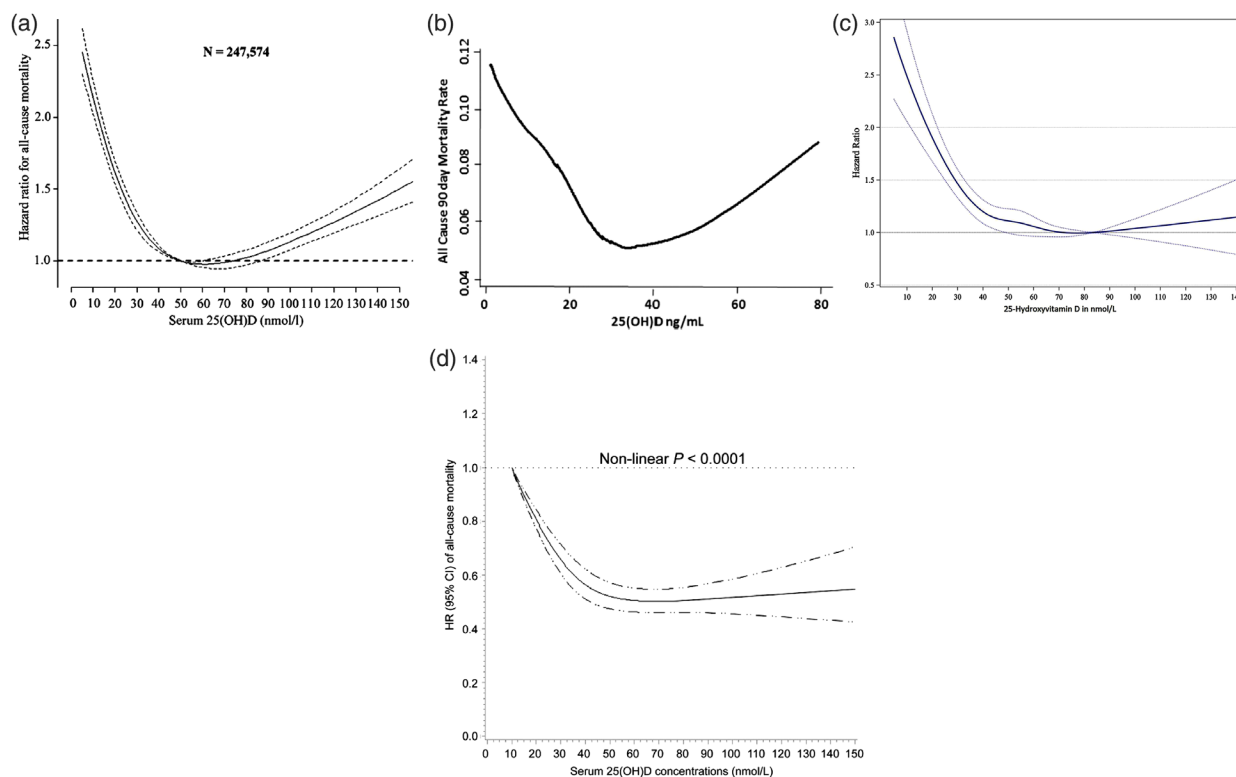 (a)
Hazard ratio for all-cause mortality
2.5
2.0
1.5
1.0
N = 247,574
0 10 20 30 40 50 60 70 80 90 100 110 120 130 150
Serum 25(OH)D (nmol/l)
(b)
All Cause 90 day Mortality Rate
0.12
0.10
0.08
0.06
0.04
0 20 40 60 80
25(OH)D ng/mL
(c)
Hazard Ratio
3.0
2.0
1.5
1.0
0.5
10 20 30 40 50 60 70 80 90 100 110 120 130 14
25-Hydroxyvitamin D in nmol/L
(d)
HR (95% CI) of all-cause mortality
1.4
1.2
1.0
0.8
0.6
0.4
0.2
0.0
Non-linear P < 0.0001
0 10 20 30 40 50 60 70 80 90 100 110 120 130 140 150
Serum 25(OH)D concentrations (nmol/L)